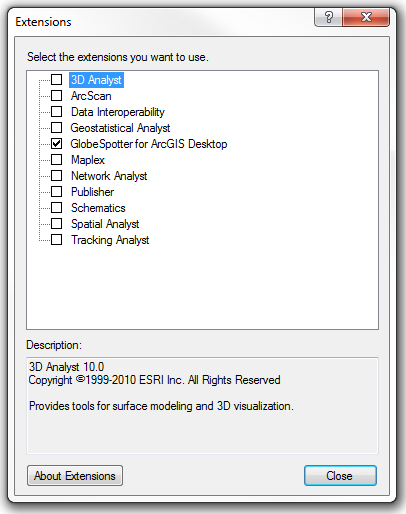 Extensions
Select the extensions you want to use.
3D Analyst
ArcScan
Data Interoperability
Geostatistical Analyst
GlobeSpotter for ArcGIS Desktop
Maplex
Network Analyst
Publisher
Schematics
Spatial Analyst
Tracking Analyst
Description:
3D Analyst 10.0
Copyright ©1999-2010 ESRI Inc. All Rights Reserved
Provides tools for surface modeling and 3D visualization.
About Extensions
Close